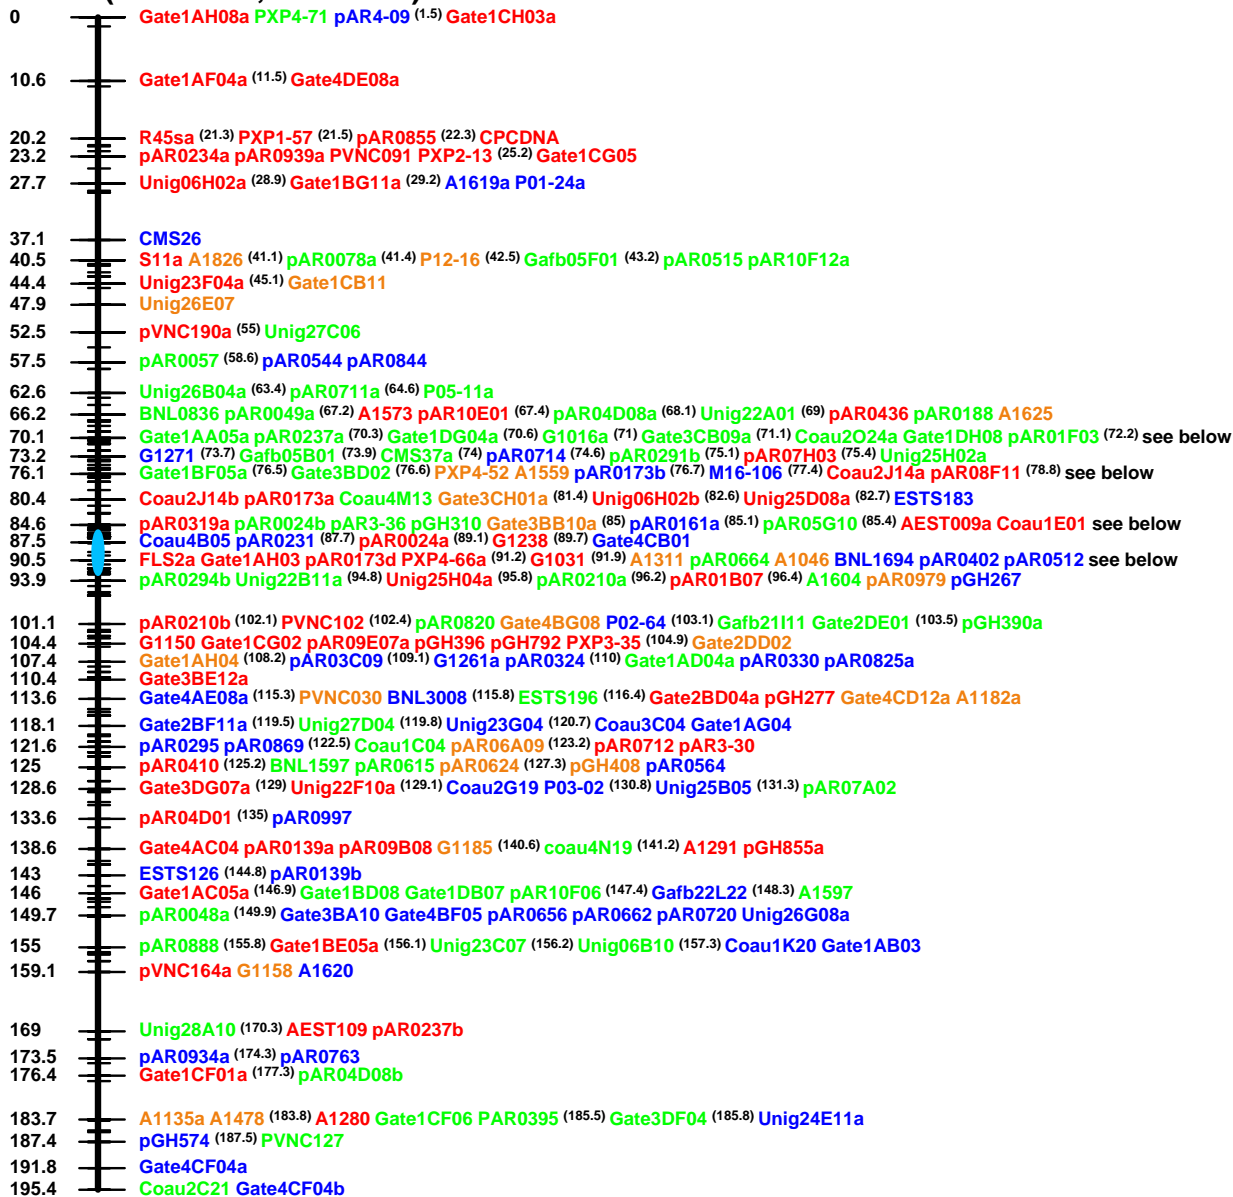 0 Gate1AH08a PXP4-71 pAR4-09 (1.5) Gate1CH03a
10.6 Gate1AF04a (11.5) Gate4DE08a
20.2 R45sa (21.3) PXP1-57 (21.5) pAR0855 (22.3) CPCDNA
23.2 pAR0234a pAR0939a PVNC091 PXP2-13 (25.2) Gate1CG05
27.7 Unig06H02a (28.9) Gate1BG11a (29.2) A1619a P01-24a
37.1 CMS26
40.5 S11a A1826 (41.1) pAR0078a (41.4) P12-16 (42.5) Gafb05F01 (43.2) pAR0515 pAR10F12a
44.4 Unig23F04a (45.1) Gate1CB11
47.9 Unig26E07
52.5 pVNC190a (55) Unig27C06
57.5 pAR0057 (58.6) pAR0544 pAR0844
62.6 Unig26B04a (63.4) pAR0711a (64.6) P05-11a
66.2 BNL0836 pAR0049a (67.2) A1573 pAR10E01 (67.4) pAR04D08a (68.1) Unig22A01 (69) pAR0436 pAR0188 A1625
70.1 Gate1AA05a pAR0237a (70.3) Gate1DG04a (70.6) G1016a (71) Gate3CB09a (71.1) Coau2O24a Gate1DH08 pAR01F03 (72.2) see below
73.2 G1271 (73.7) Gafb05B01 (73.9) CMS37a (74) pAR0714 (74.6) pAR0291b (75.1) pAR07H03 (75.4) Unig25H02a
76.1 Gate1BF05a (76.5) Gate3BD02 (76.6) PXP4-52 A1559 pAR0173b (76.7) M16-106 (77.4) Coau2J14a pAR08F11 (78.8) see below
80.4 Coau2J14b pAR0173a Coau4M13 Gate3CH01a (81.4) Unig06H02b (82.6) Unig25D08a (82.7) ESTS183
84.6 pAR0319a pAR0024b pAR3-36 pGH310 Gate3BB10a (85) pAR0161a (85.1) pAR05G10 (85.4) AEST009a Coau1E01 see below
87.5 Coau4B05 pAR0231 (87.7) pAR0024a (89.1) G1238 (89.7) Gate4CB01
90.5 FLS2a Gate1AH03 pAR0173d PXP4-66a (91.2) G1031 (91.9) A1311 pAR0664 A1046 BNL1694 pAR0402 pAR0512 see below
93.9 pAR0294b Unig22B11a (94.8) Unig25H04a (95.8) pAR0210a (96.2) pAR01B07 (96.4) A1604 pAR0979 pGH267
101.1 pAR0210b (102.1) PVNC102 (102.4) pAR0820 Gate4BG08 P02-64 (103.1) Gafb21I11 Gate2DE01 (103.5) pGH390a
104.4 G1150 Gate1CG02 pAR09E07a pGH396 pGH792 PXP3-35 (104.9) Gate2DD02
107.4 Gate1AH04 (108.2) pAR03C09 (109.1) G1261a pAR0324 (110) Gate1AD04a pAR0330 pAR0825a
110.4 Gate3BE12a
113.6 Gate4AE08a (115.3) PVNC030 BNL3008 (115.8) ESTS196 (116.4) Gate2BD04a pGH277 Gate4CD12a A1182a
118.1 Gate2BF11a (119.5) Unig27D04 (119.8) Unig23G04 (120.7) Coau3C04 Gate1AG04
121.6 pAR0295 pAR0869 (122.5) Coau1C04 pAR06A09 (123.2) pAR0712 pAR3-30
125 pAR0410 (125.2) BNL1597 pAR0615 pAR0624 (127.3) pGH408 pAR0564
128.6 Gate3DG07a (129) Unig22F10a (129.1) Coau2G19 P03-02 (130.8) Unig25B05 (131.3) pAR07A02
133.6 pAR04D01 (135) pAR0997
138.6 Gate4AC04 pAR0139a pAR09B08 G1185 (140.6) coau4N19 (141.2) A1291 pGH855a
143 ESTS126 (144.8) pAR0139b
146 Gate1AC05a (146.9) Gate1BD08 Gate1DB07 pAR10F06 (147.4) Gafb22L22 (148.3) A1597
149.7 pAR0048a (149.9) Gate3BA10 Gate4BF05 pAR0656 pAR0662 pAR0720 Unig26G08a
155 pAR0888 (155.8) Gate1BE05a (156.1) Unig23C07 (156.2) Unig06B10 (157.3) Coau1K20 Gate1AB03
159.1 pVNC164a G1158 A1620
169 Unig28A10 (170.3) AEST109 pAR0237b
173.5 pAR0934a (174.3) pAR0763
176.4 Gate1CF01a (177.3) pAR04D08b
183.7 A1135a A1478 (183.8) A1280 Gate1CF06 PAR0395 (185.5) Gate3DF04 (185.8) Unig24E11a
187.4 pGH574 (187.5) PVNC127
191.8 Gate4CF04a
195.4 Coau2C21 Gate4CF04b